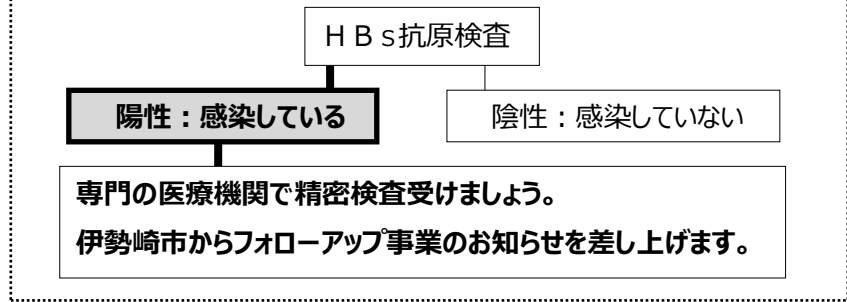 ＨＢｓ抗原検査
陽性：感染している
陰性：感染していない
専門の医療機関で精密検査受けましょう。
伊勢崎市からフォローアップ事業のお知らせを差し上げます。